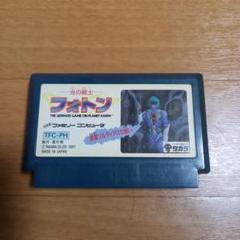 光の戦士
フォトン
THE ULTIMATE GAME ON PLANET EARTH
ファミリーコンピュータ
TFC-PH
MADE IN JAPAN
タカラ